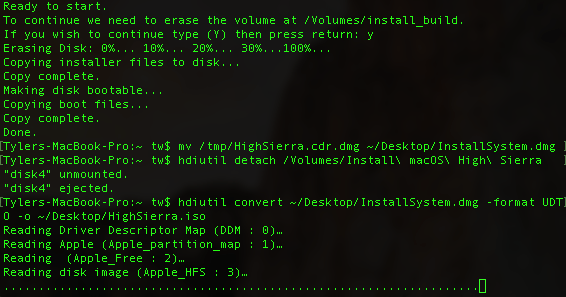 Ready to start.
To continue we need to erase the volume at /Volumes/install_build.
If you wish to continue type (Y) then press return: y
Erasing Disk: 0%... 10%... 20%... 30%...100%...
Copying installer files to disk...
Copy complete.
Making disk bootable...
Copying boot files...
Copy complete.
Done.
[Tylers-MacBook-Pro:~ tw$ mv /tmp/HighSierra.cdr.dmg ~/Desktop/InstallSystem.dmg ]
[Tylers-MacBook-Pro:~ tw$ hdiutil detach /Volumes/Install\ macOS\ High\ Sierra ]
"disk4" unmounted.
"disk4" ejected.
[Tylers-MacBook-Pro:~ tw$ hdiutil convert ~/Desktop/InstallSystem.dmg -format UDT]
O -o ~/Desktop/HighSierra.iso
Reading Driver Descriptor Map (DDM : 0)…
Reading Apple (Apple_partition_map : 1)…
Reading  (Apple_Free : 2)…
Reading disk image (Apple_HFS : 3)…
....................................................................